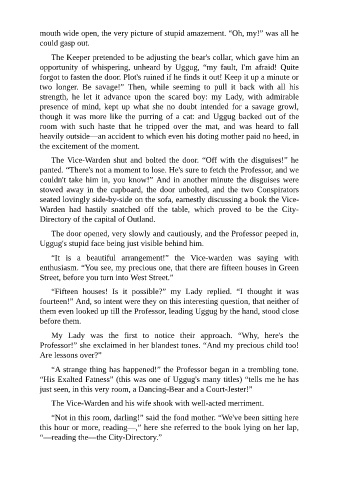 mouth wide open, the very picture of stupid amazement. “Oh, my!” was all he
could gasp out.
The Keeper pretended to be adjusting the bear's collar, which gave him an
opportunity of whispering, unheard by Uggug, “my fault, I'm afraid! Quite
forgot to fasten the door. Plot's ruined if he finds it out! Keep it up a minute or
two longer. Be savage!” Then, while seeming to pull it back with all his
strength, he let it advance upon the scared boy: my Lady, with admirable
presence of mind, kept up what she no doubt intended for a savage growl,
though it was more like the purring of a cat: and Uggug backed out of the
room with such haste that he tripped over the mat, and was heard to fall
heavily outside—an accident to which even his doting mother paid no heed, in
the excitement of the moment.
The Vice-Warden shut and bolted the door. “Off with the disguises!” he
panted. “There's not a moment to lose. He's sure to fetch the Professor, and we
couldn't take him in, you know!” And in another minute the disguises were
stowed away in the cupboard, the door unbolted, and the two Conspirators
seated lovingly side-by-side on the sofa, earnestly discussing a book the Vice-
Warden had hastily snatched off the table, which proved to be the City-
Directory of the capital of Outland.
The door opened, very slowly and cautiously, and the Professor peeped in,
Uggug's stupid face being just visible behind him.
“It is a beautiful arrangement!” the Vice-warden was saying with
enthusiasm. “You see, my precious one, that there are fifteen houses in Green
Street, before you turn into West Street.”
“Fifteen houses! Is it possible?” my Lady replied. “I thought it was
fourteen!” And, so intent were they on this interesting question, that neither of
them even looked up till the Professor, leading Uggug by the hand, stood close
before them.
My Lady was the first to notice their approach. “Why, here's the
Professor!” she exclaimed in her blandest tones. “And my precious child too!
Are lessons over?”
“A strange thing has happened!” the Professor began in a trembling tone.
“His Exalted Fatness” (this was one of Uggug's many titles) “tells me he has
just seen, in this very room, a Dancing-Bear and a Court-Jester!”
The Vice-Warden and his wife shook with well-acted merriment.
“Not in this room, darling!” said the fond mother. “We've been sitting here
this hour or more, reading—,” here she referred to the book lying on her lap,
“—reading the—the City-Directory.”